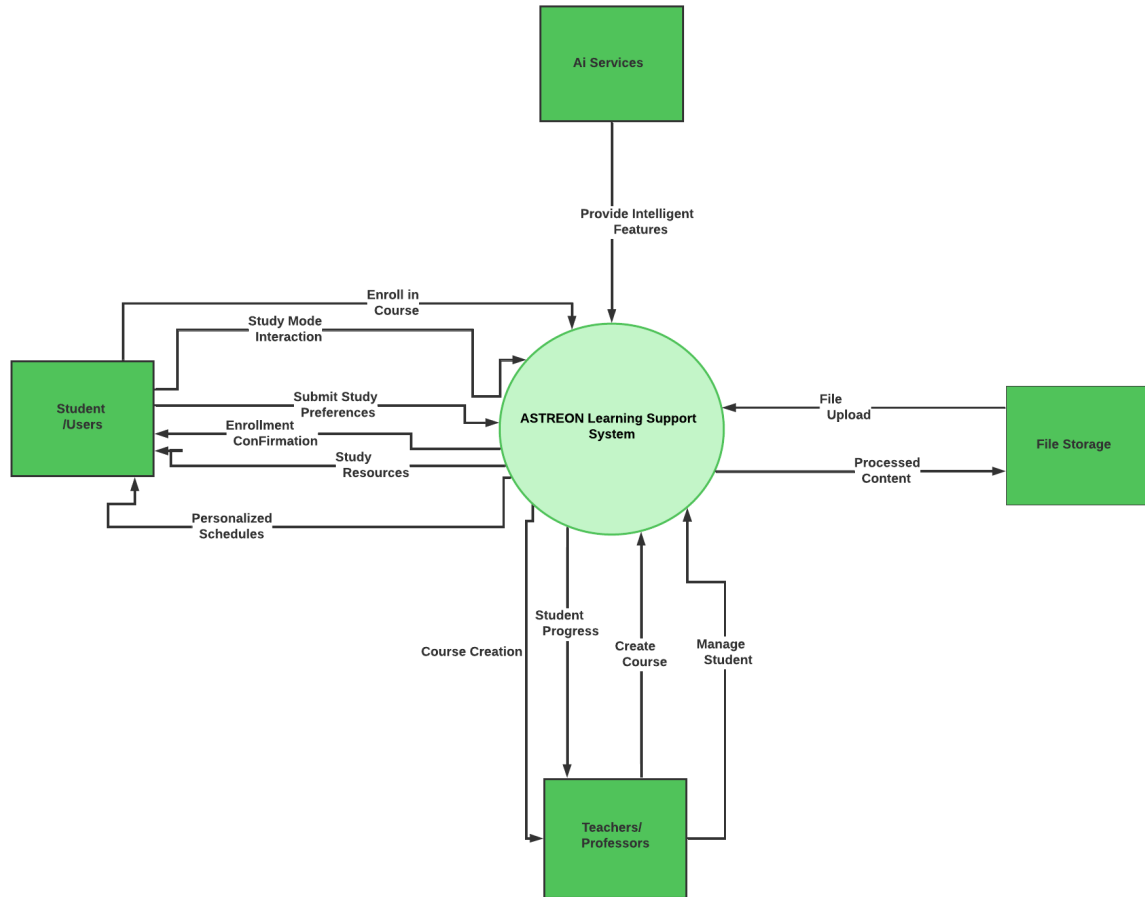 Ai Services
Provide Intelligent
Features
Enroll in
Course
Study Mode
Interaction
Student
/Users
Submit Study
Preferences
Enrollment
ConFirmation
Study
Resources
Personalized
Schedules
ASTREON Learning Support
System
File
Upload
File Storage
Processed
Content
Student
Progress
Course Creation
Create
Course
Manage
Student
Teachers/
Professors